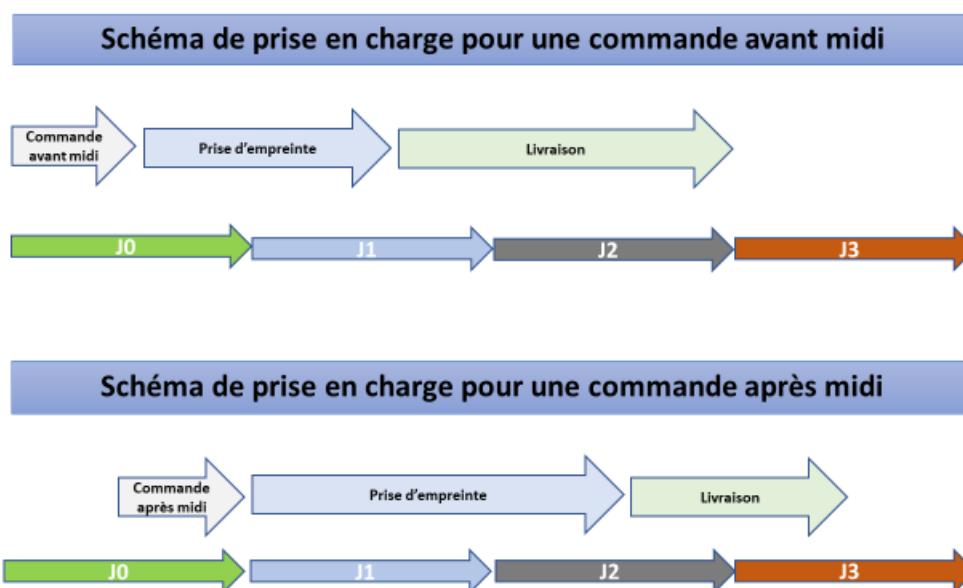 Schéma de prise en charge pour une commande avant midi
Commande
avant midi
Prise d'empreinte
Livraison
J0
J1
J2
J3
Schéma de prise en charge pour une commande après midi
Commande
après midi
Prise d'empreinte
Livraison
J0
J1
J2
J3